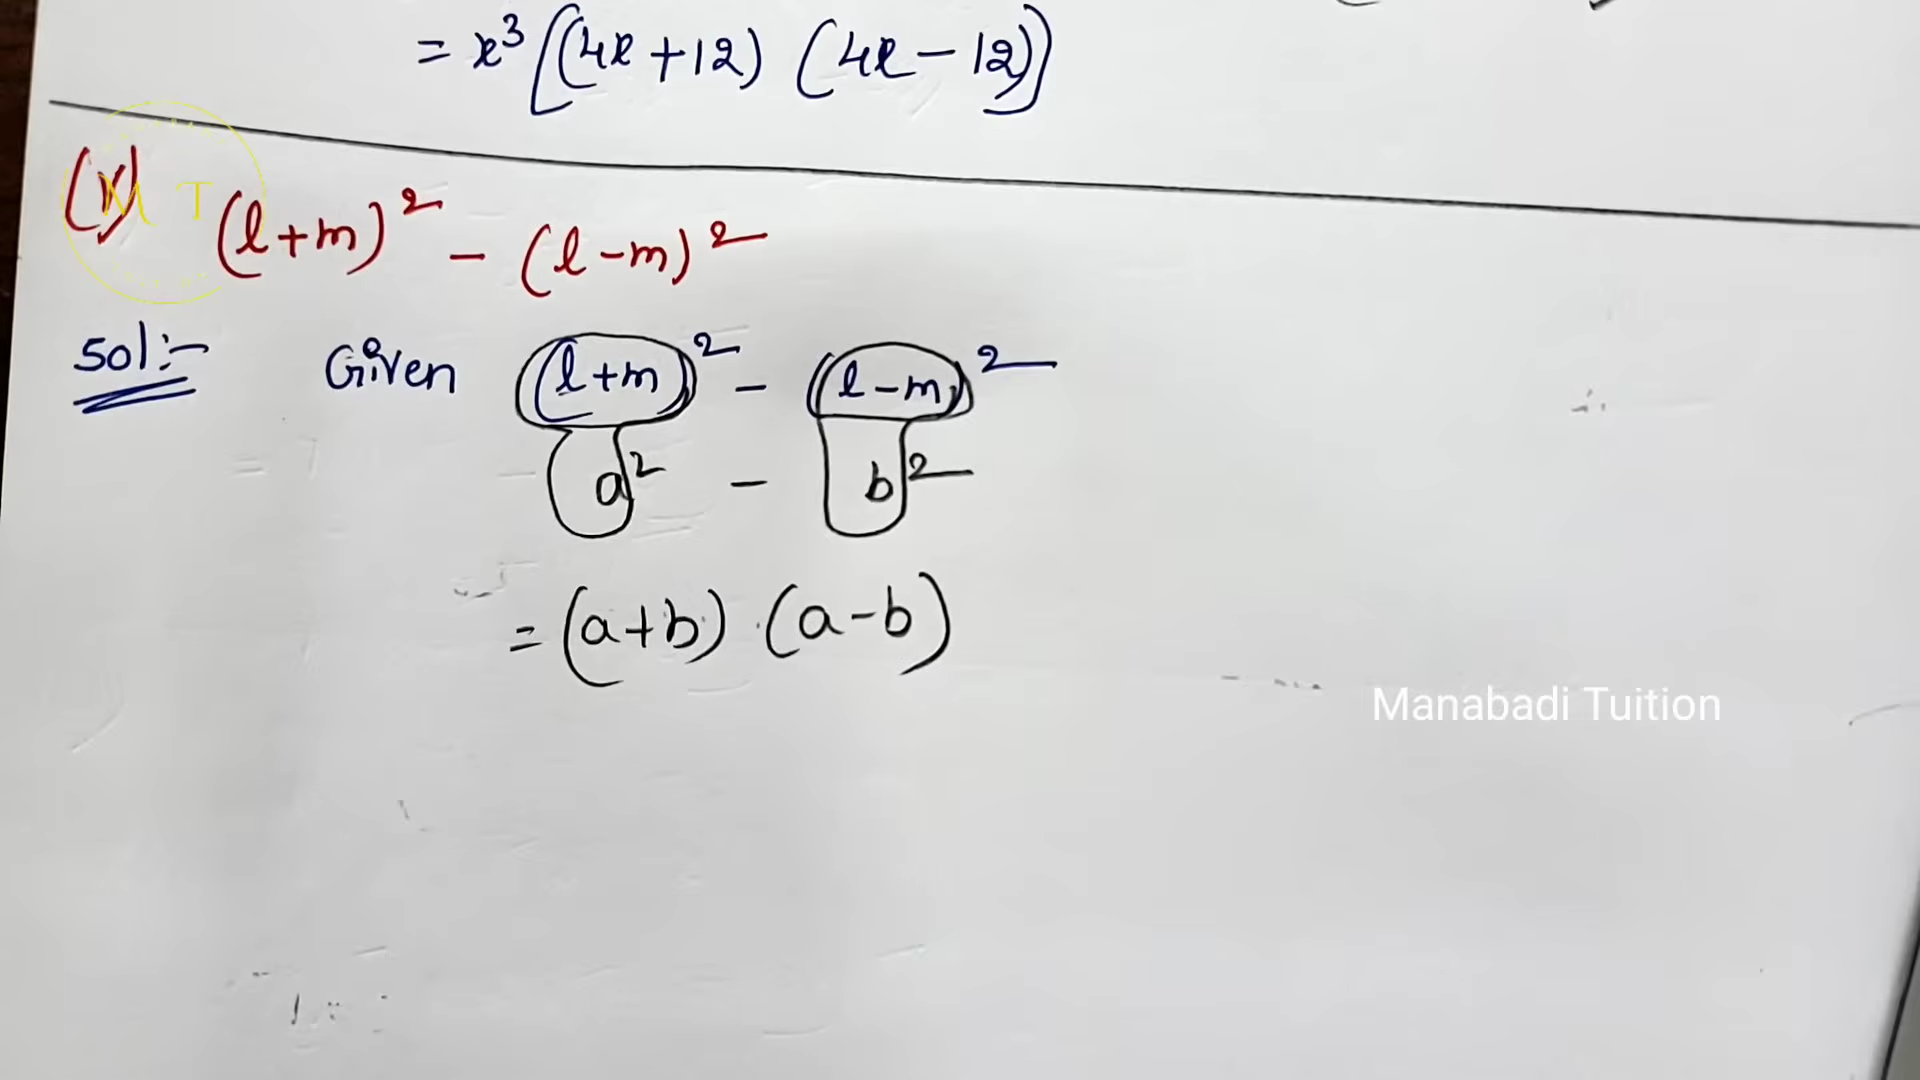 = x³ [(4x + 12) (4x - 12)]
(v) (l+m)² - (l-m)²
M T
Sol:- Given (l+m)² - (l-m)²
a² - b²
= (a+b) (a-b)
Manabadi Tuition